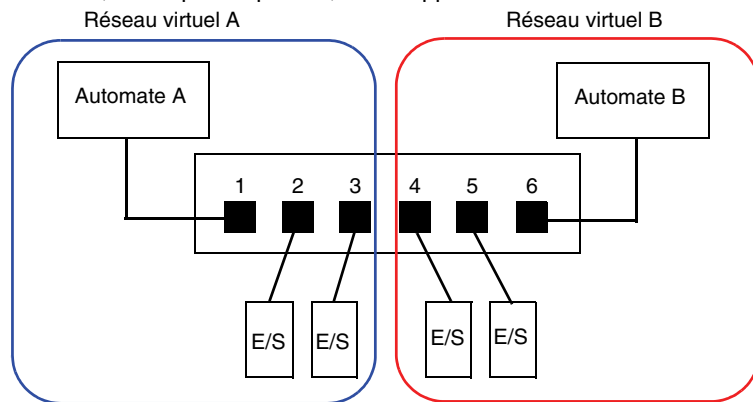 Réseau virtuel A
Réseau virtuel B
Automate A
Automate B
1 2 3 4 5 6
E/S E/S E/S E/S